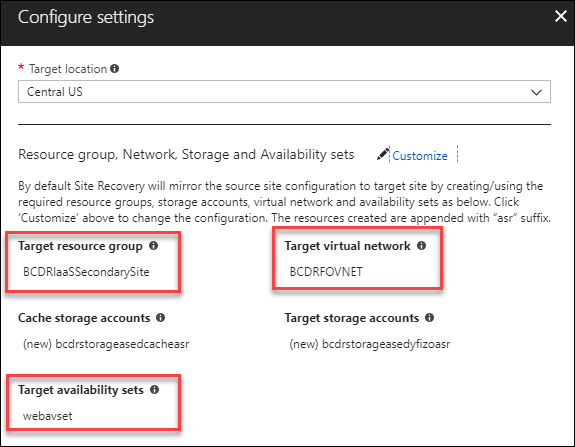 Configure settings
* Target location
Central US
Resource group, Network, Storage and Availability sets
Customize
By default Site Recovery will mirror the source site configuration to target site by creating/using the
required resource groups, storage accounts, virtual network and availability sets as below. Click
'Customize' above to change the configuration. The resources created are appended with "asr" suffix.
Target resource group
Target virtual network
BCDRIaaSSecondarySite
BCDRFOVNET
Cache storage accounts
Target storage accounts
(new) bcdrstorageasedcacheasr
(new) bcdrstorageasedyfizoasr
Target availability sets
webavset